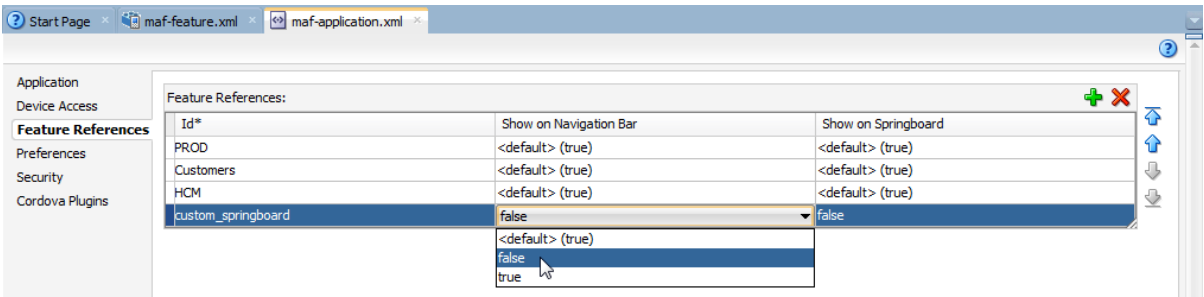 Start Page maf-feature.xml maf-application.xml
Application
Device Access
Feature References
Preferences
Security
Cordova Plugins
Feature References:
Id* Show on Navigation Bar Show on Springboard
PROD <default> (true) <default> (true)
Customers <default> (true) <default> (true)
HCM <default> (true) <default> (true)
custom_springboard false false
<default> (true)
false
true